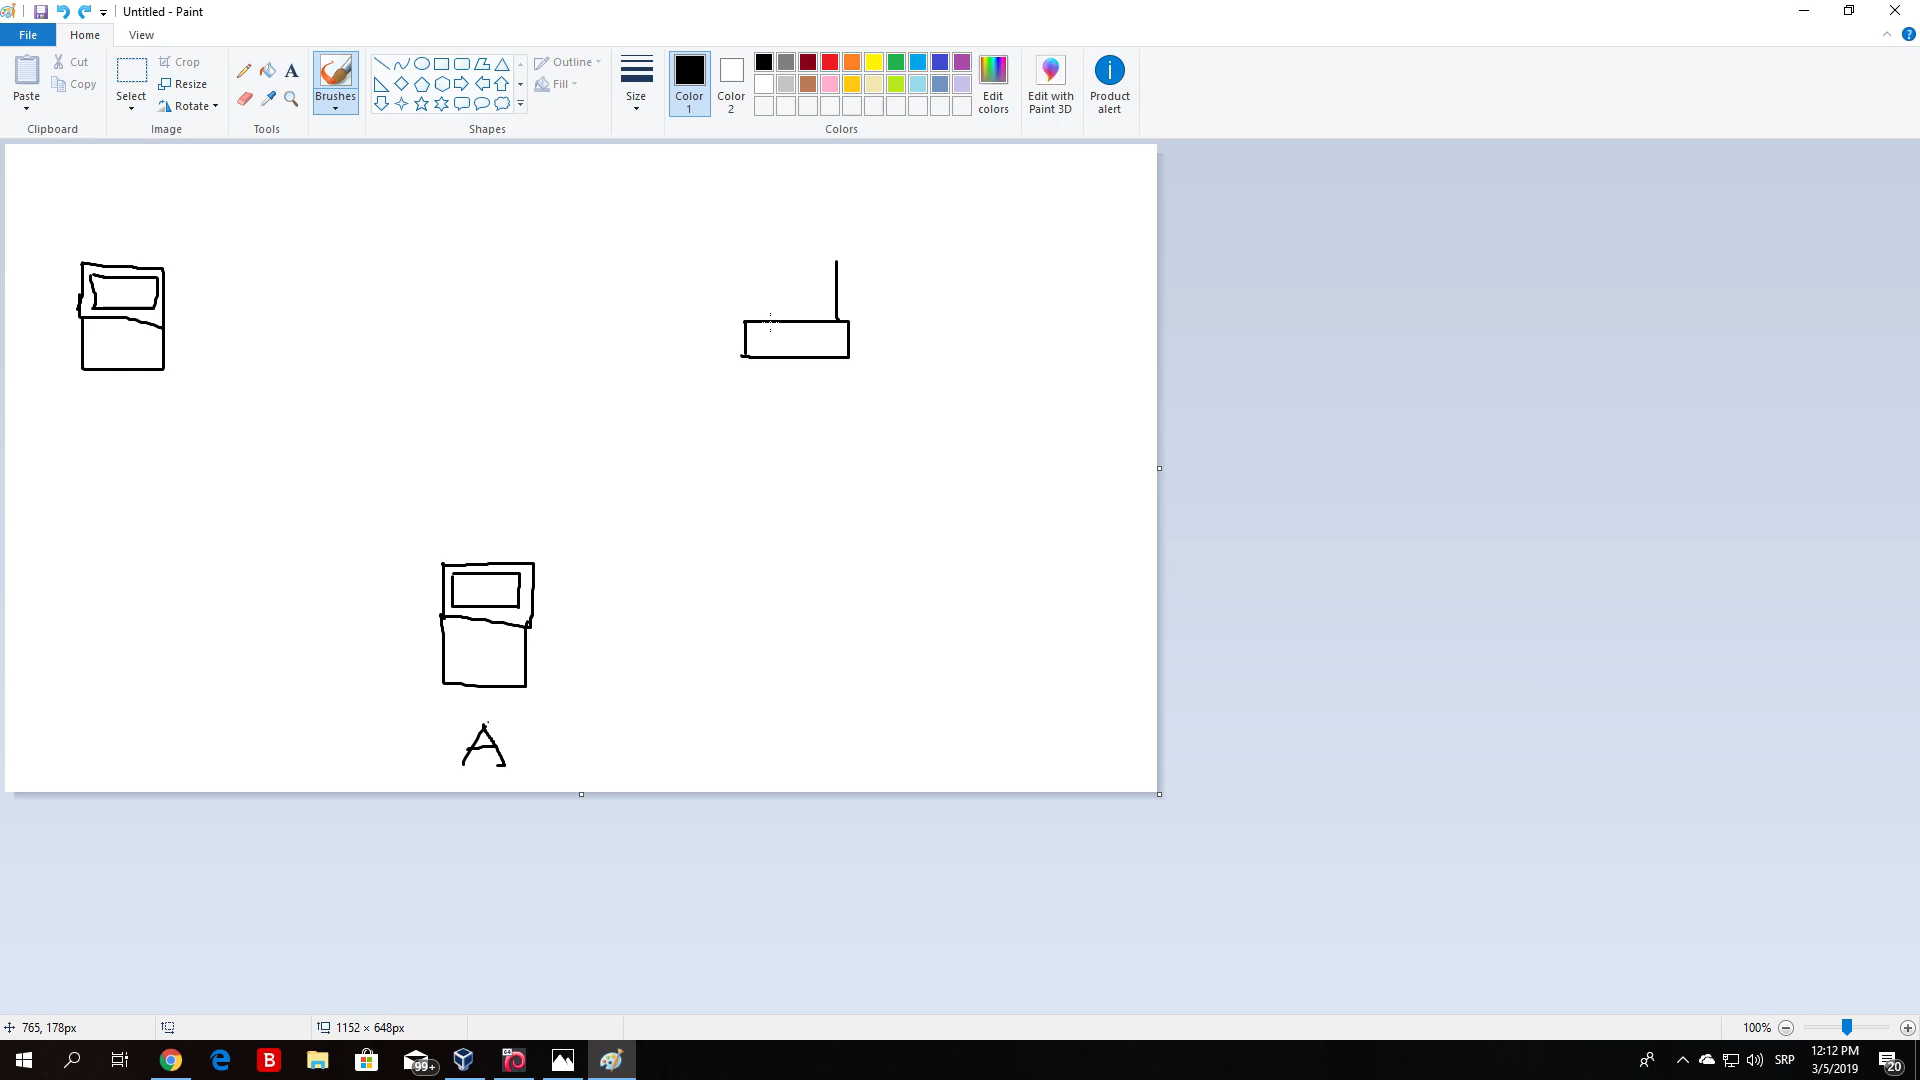 Untitled - Paint
File
Home
View
Paste
Cut
Copy
Clipboard
Select
Crop
Resize
Rotate
Image
Tools
Brushes
Shapes
Outline
Fill
Size
Color 1
Color 2
Colors
Edit colors
Edit with Paint 3D
Product alert
A
765, 178px
1152 × 648px
100%
B
99+
64
SRP
12:12 PM
3/5/2019
20